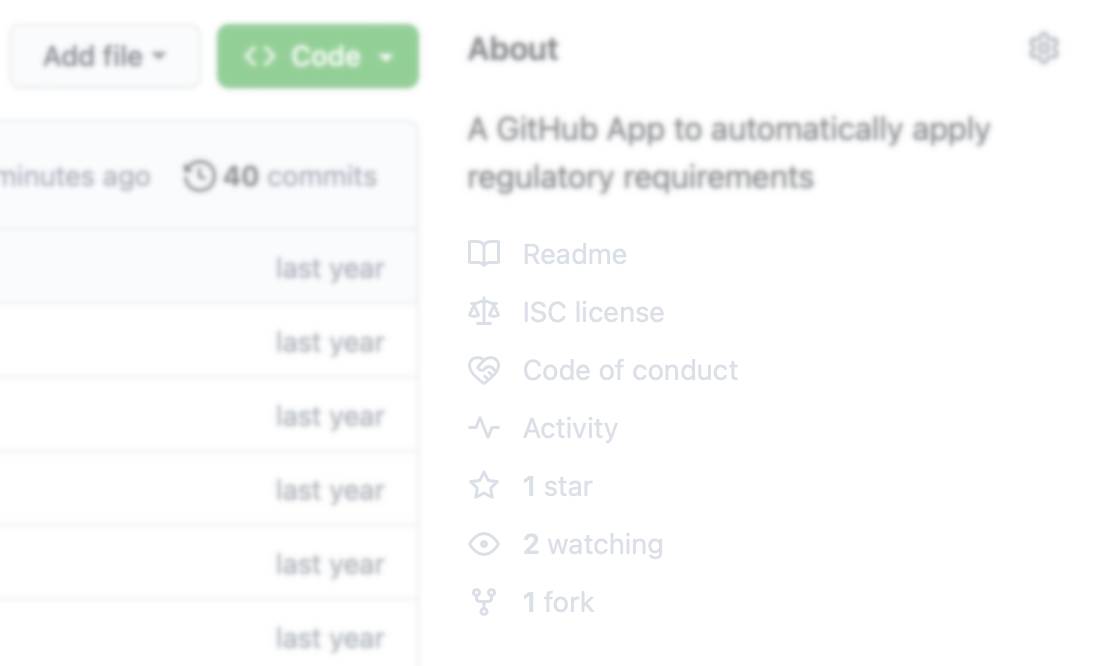 Add file
Code
About
A GitHub App to automatically apply
regulatory requirements
minutes ago
40 commits
last year
last year
last year
last year
last year
last year
Readme
ISC license
Code of conduct
Activity
1 star
2 watching
1 fork